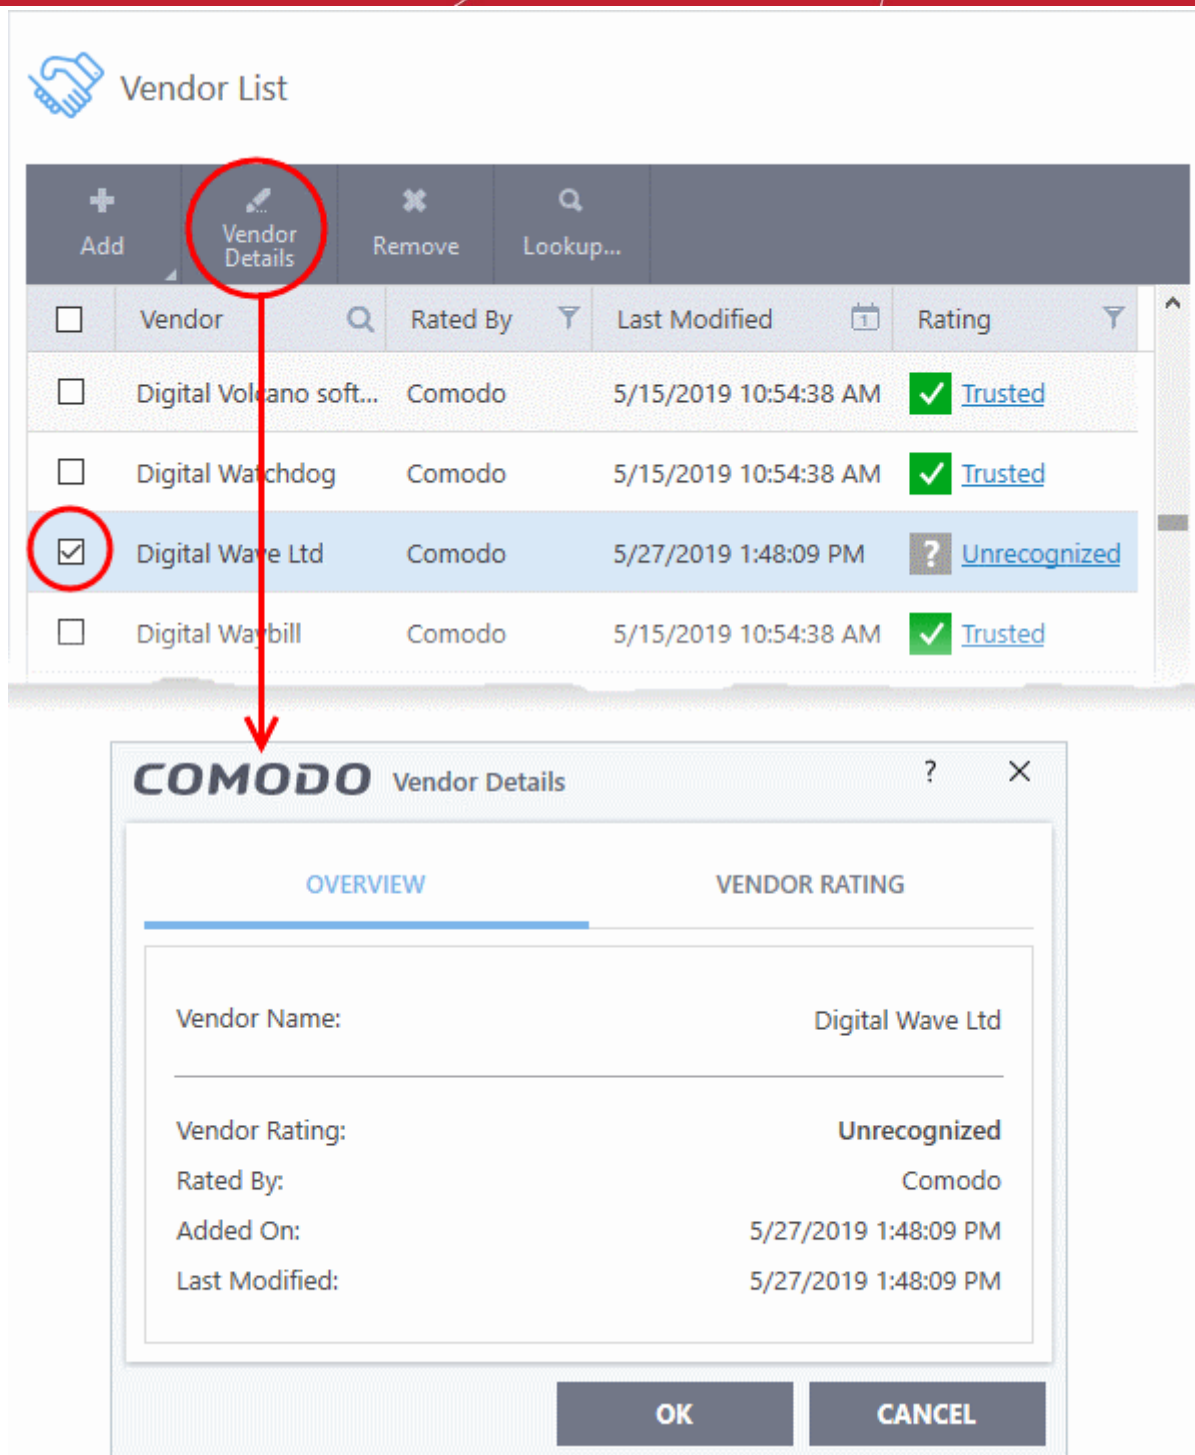 Vendor List
Add
Vendor
Details
Remove
Lookup...
Vendor Rated By Last Modified 1 Rating
Digital Volcano soft... Comodo 5/15/2019 10:54:38 AM Trusted
Digital Watchdog Comodo 5/15/2019 10:54:38 AM Trusted
Digital Wave Ltd Comodo 5/27/2019 1:48:09 PM ? Unrecognized
Digital Waybill Comodo 5/15/2019 10:54:38 AM Trusted
COMODO Vendor Details ?
OVERVIEW VENDOR RATING
Vendor Name: Digital Wave Ltd
Vendor Rating: Unrecognized
Rated By: Comodo
Added On: 5/27/2019 1:48:09 PM
Last Modified: 5/27/2019 1:48:09 PM
OK CANCEL